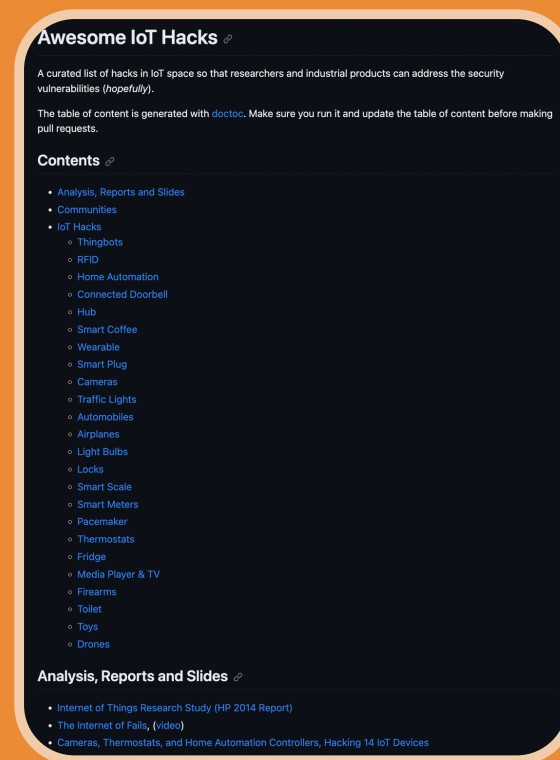 Awesome IoT Hacks
A curated list of hacks in IoT space so that researchers and industrial products can address the security
vulnerabilities (hopefully).
The table of content is generated with doctoc. Make sure you run it and update the table of content before making
pull requests.
Contents
Analysis, Reports and Slides
Communities
IoT Hacks
Thingbots
RFID
Home Automation
Connected Doorbell
Hub
Smart Coffee
Wearable
Smart Plug
Cameras
Traffic Lights
Automobiles
Airplanes
Light Bulbs
Locks
Smart Scale
Smart Meters
Pacemaker
Thermostats
Fridge
Media Player & TV
Firearms
Toilet
Toys
Drones
Analysis, Reports and Slides
Internet of Things Research Study (HP 2014 Report)
The Internet of Fails, (video)
Cameras, Thermostats, and Home Automation Controllers, Hacking 14 IoT Devices